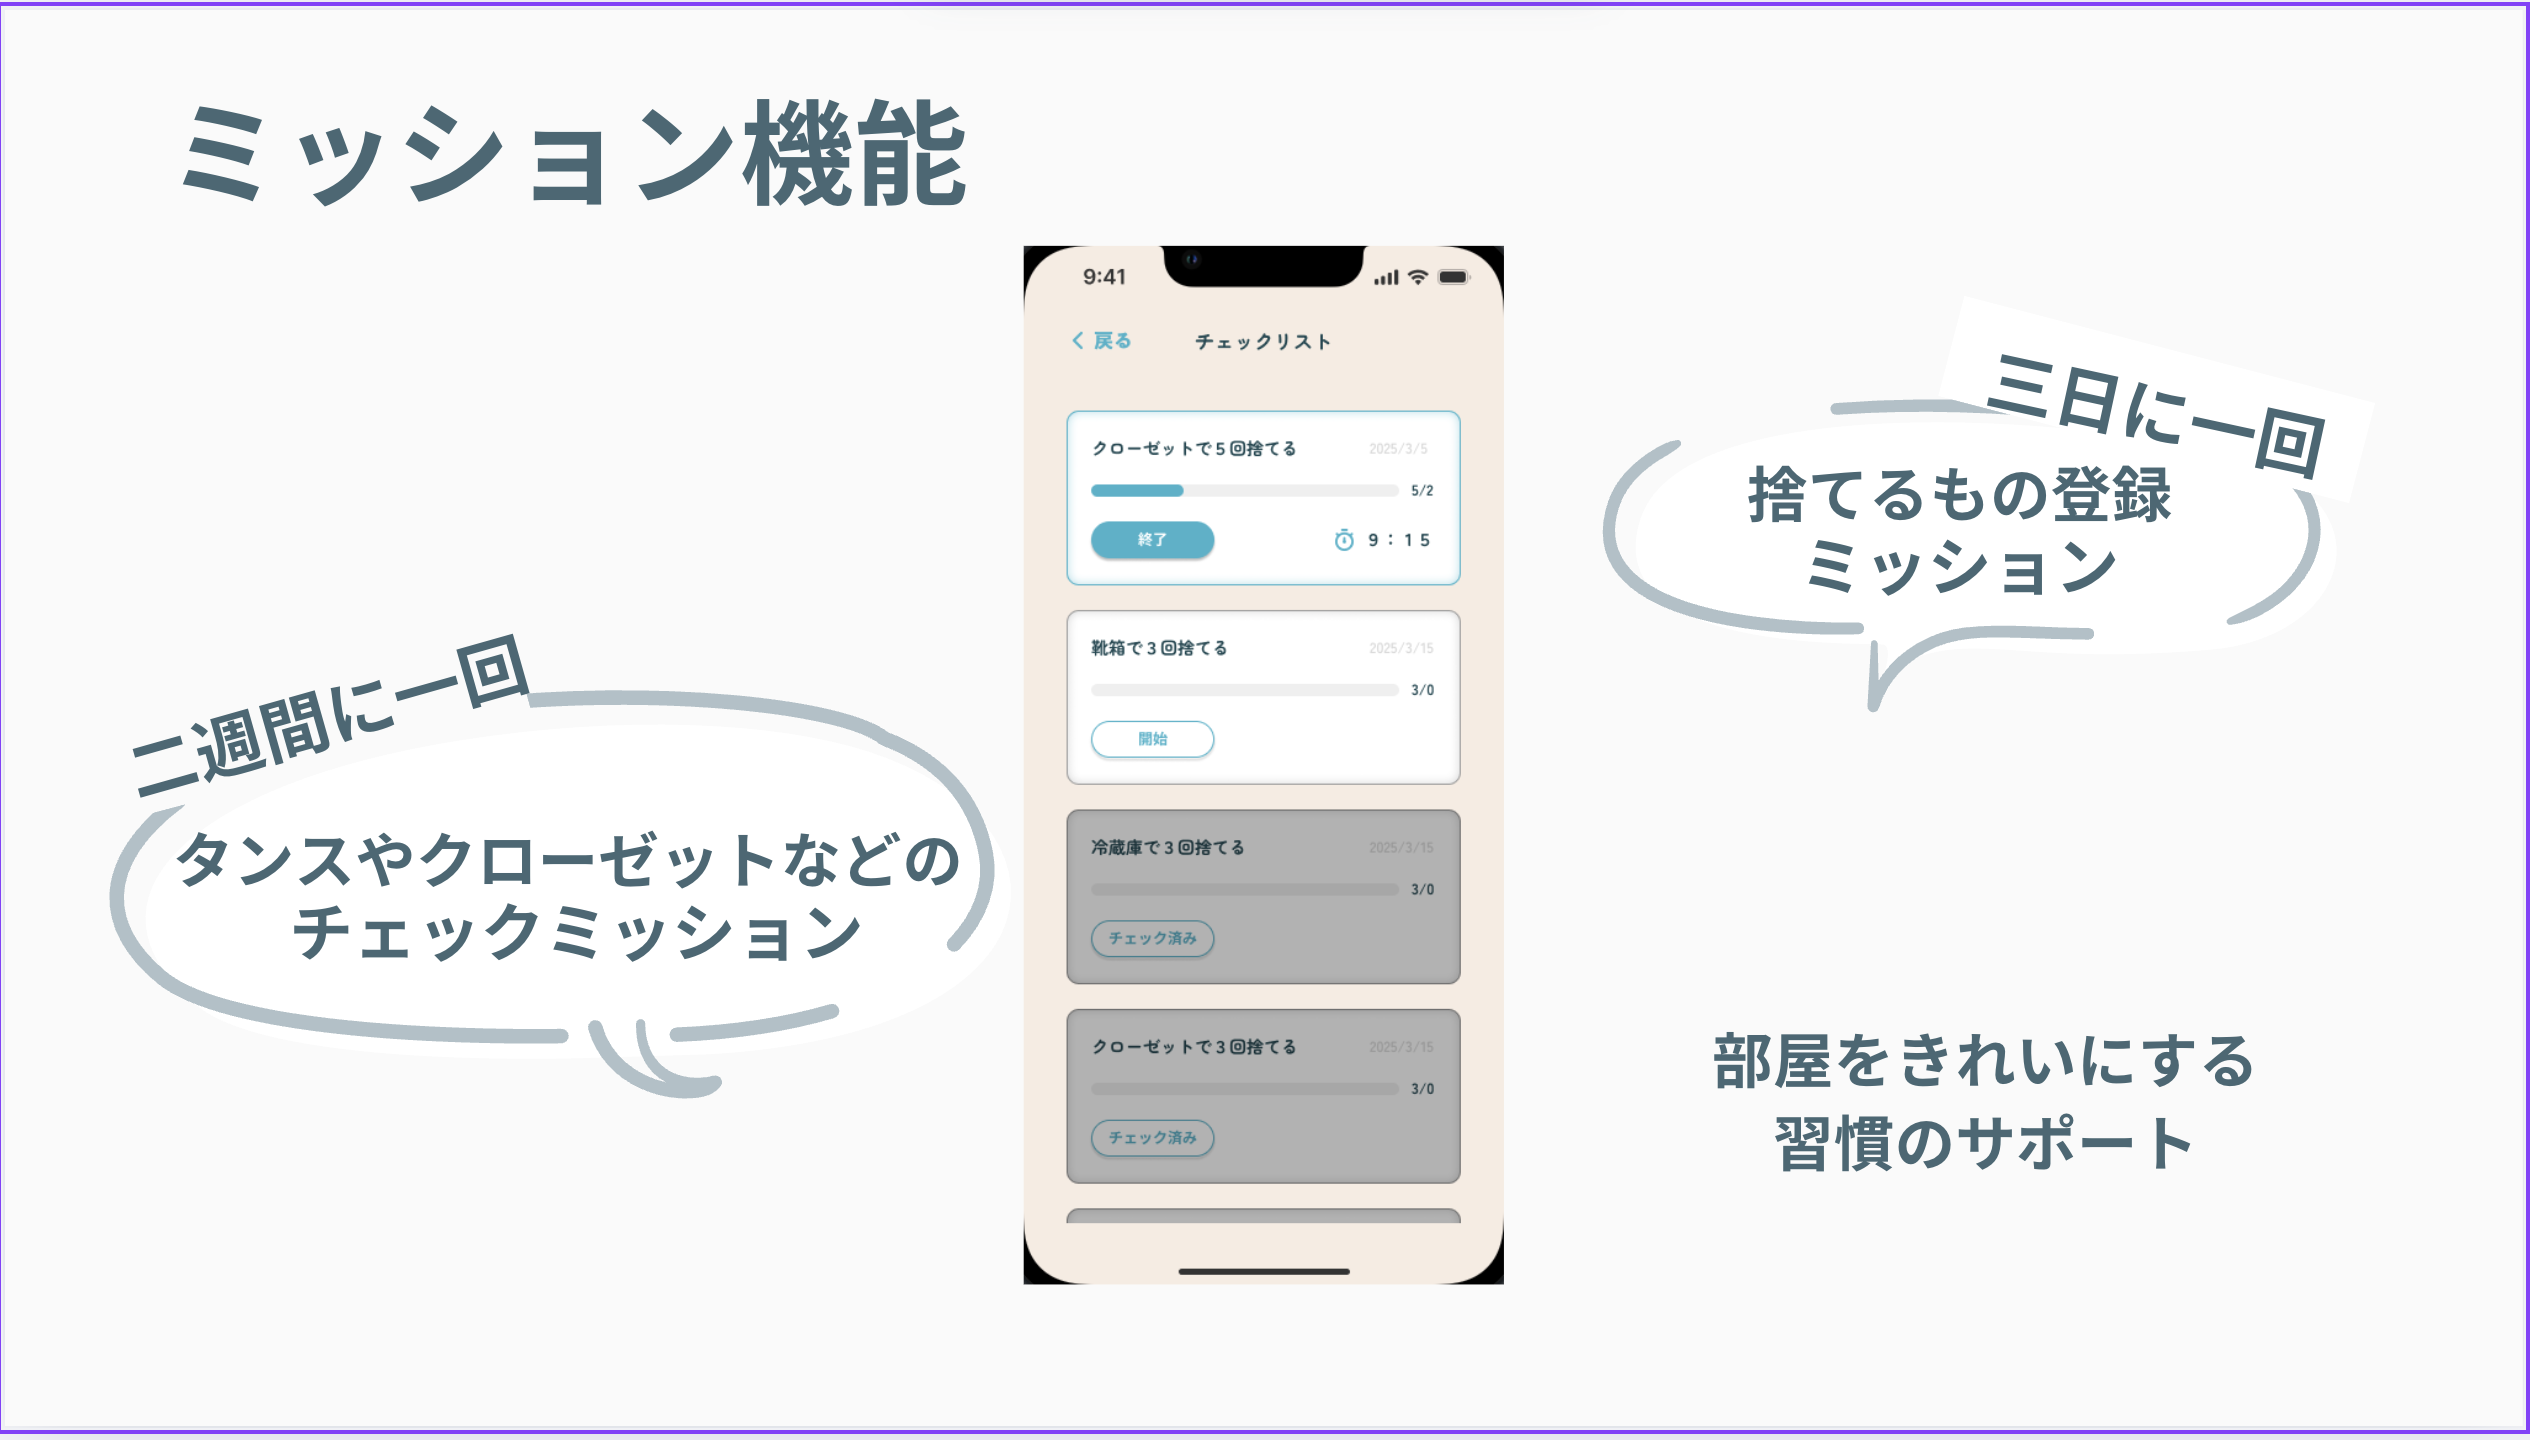 ミッション機能
9:41
戻る
チェックリスト
クローゼットで5回捨てる
2025/3/5
5/2
終了
9:15
靴箱で3回捨てる
2025/3/15
3/0
開始
冷蔵庫で3回捨てる
2025/3/15
3/0
チェック済み
クローゼットで3回捨てる
2025/3/15
3/0
チェック済み
二週間に一回
タンスやクローゼットなどの
チェックミッション
三日に一回
捨てるもの登録
ミッション
部屋をきれいにする
習慣のサポート